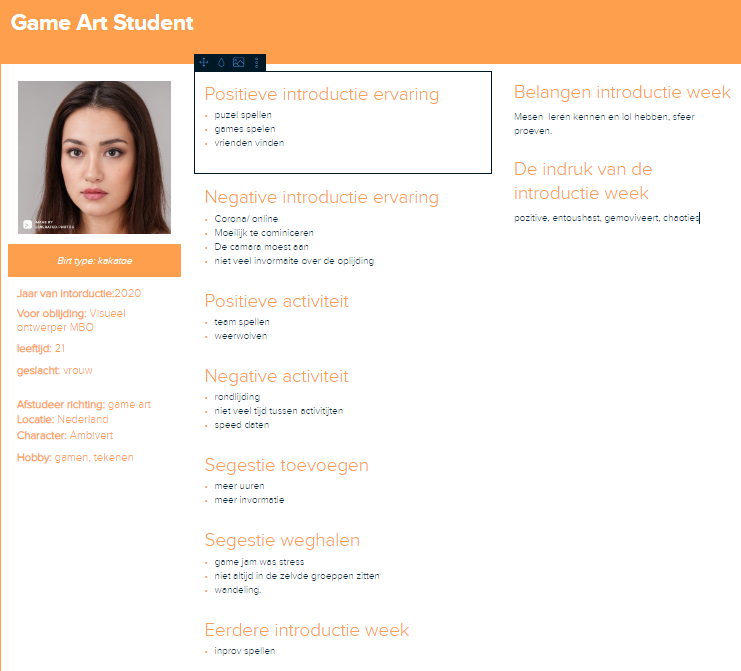 Game Art Student
IMAGE BY
GENERATED.PHOTOS
Birt type: kakatoe
Jaar van intorductie:2020
Voor oblijding: Visueel
ontwerper MBO
leeftijd: 21
geslacht: vrouw
Afstudeer richting: game art
Locatie: Nederland
Character: Ambivert
Hobby: gamen, tekenen
Positieve introductie ervaring
• puzel spellen
• games spelen
• vrienden vinden
Negative introductie ervaring
• Corona/ online
• Moeilijk te cominiceren
• De camara moest aan
• niet veel invormaite over de oplijding
Positieve activiteit
• team spellen
• weerwolven
Negative activiteit
• rondlijding
• niet veel tijd tussen activitijten
• speed daten
Segestie toevoegen
• meer uuren
• meer invormatie
Segestie weghalen
• game jam was stress
• niet altijd in de zelvde groeppen zitten
• wandeling.
Eerdere introductie week
• inprov spellen
Belangen introductie week
Mesen leren kennen en lol hebben, sfeer
proeven.
De indruk van de
introductie week
pozitive, entoushast, gemoviveert, chaoties